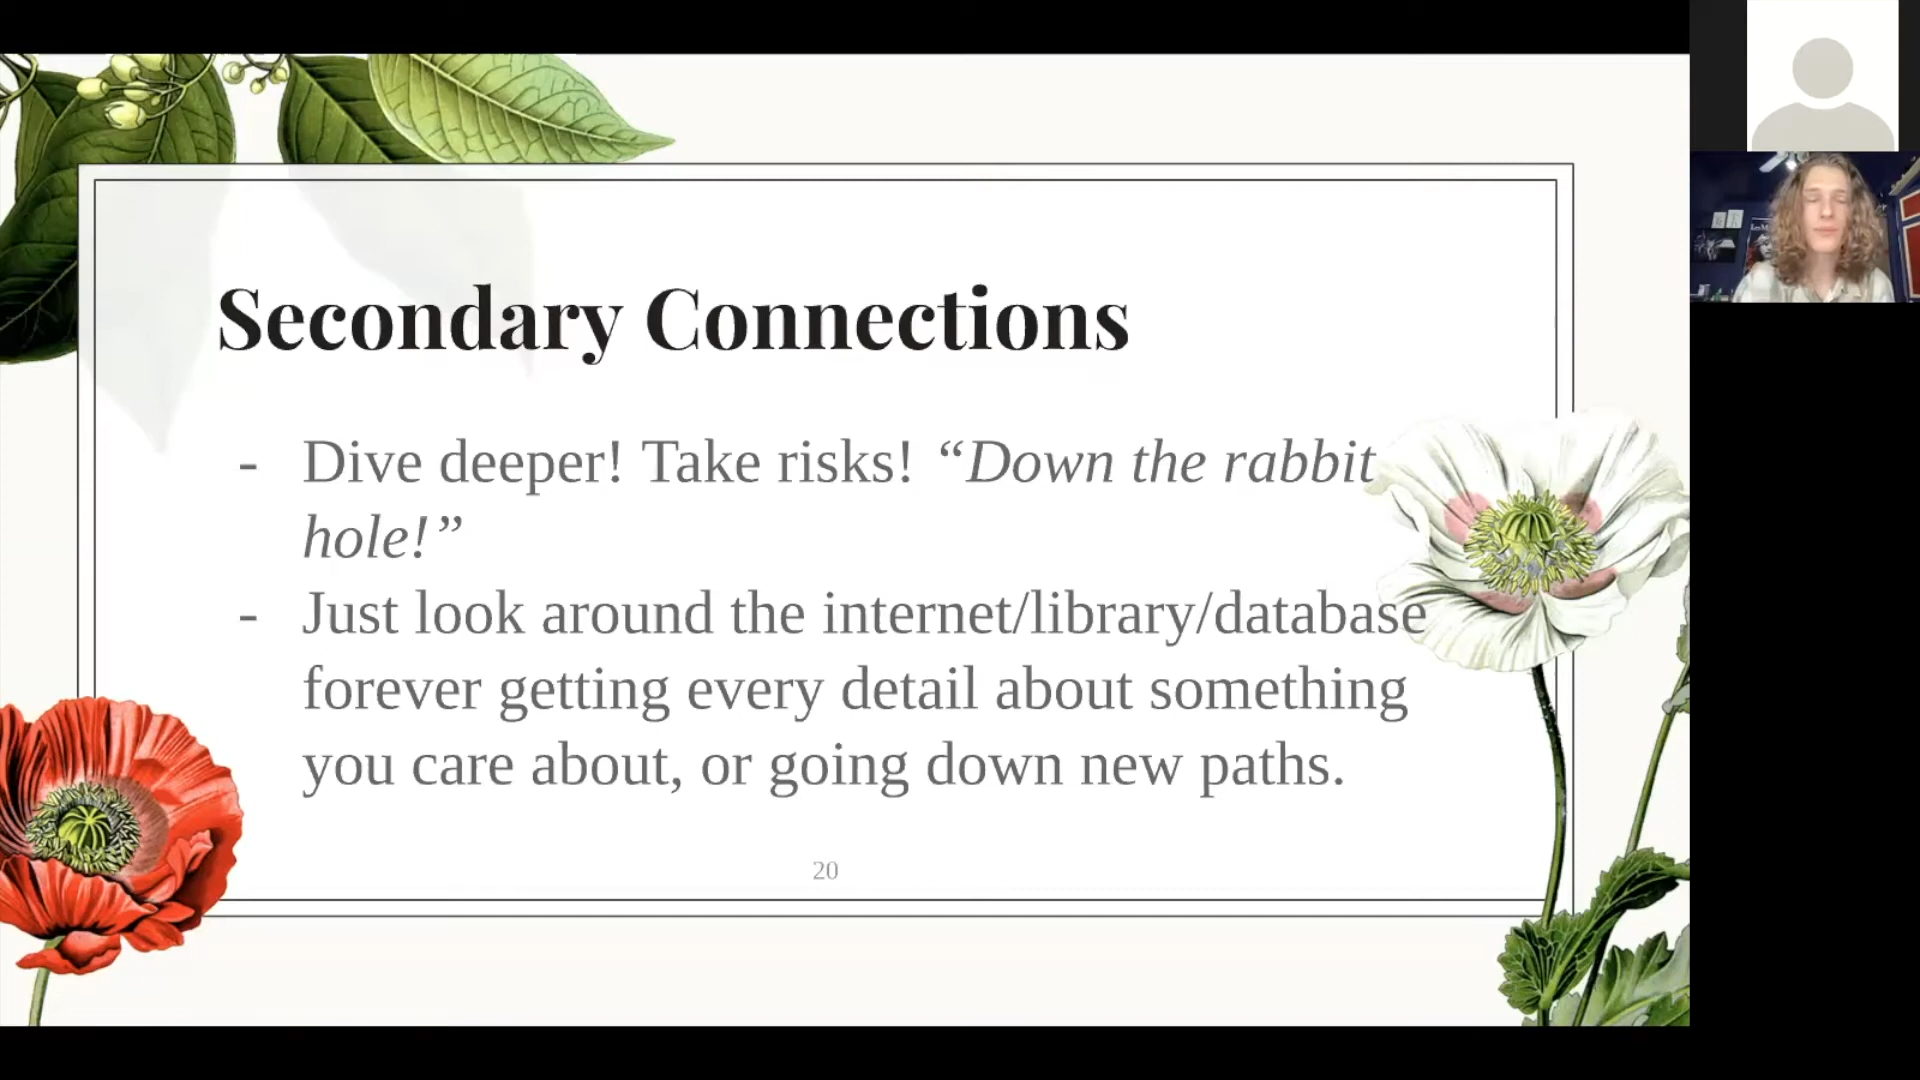 Secondary Connections
- Dive deeper! Take risks! “Down the rabbit
hole!”
- Just look around the internet/library/database
forever getting every detail about something
you care about, or going down new paths.
20